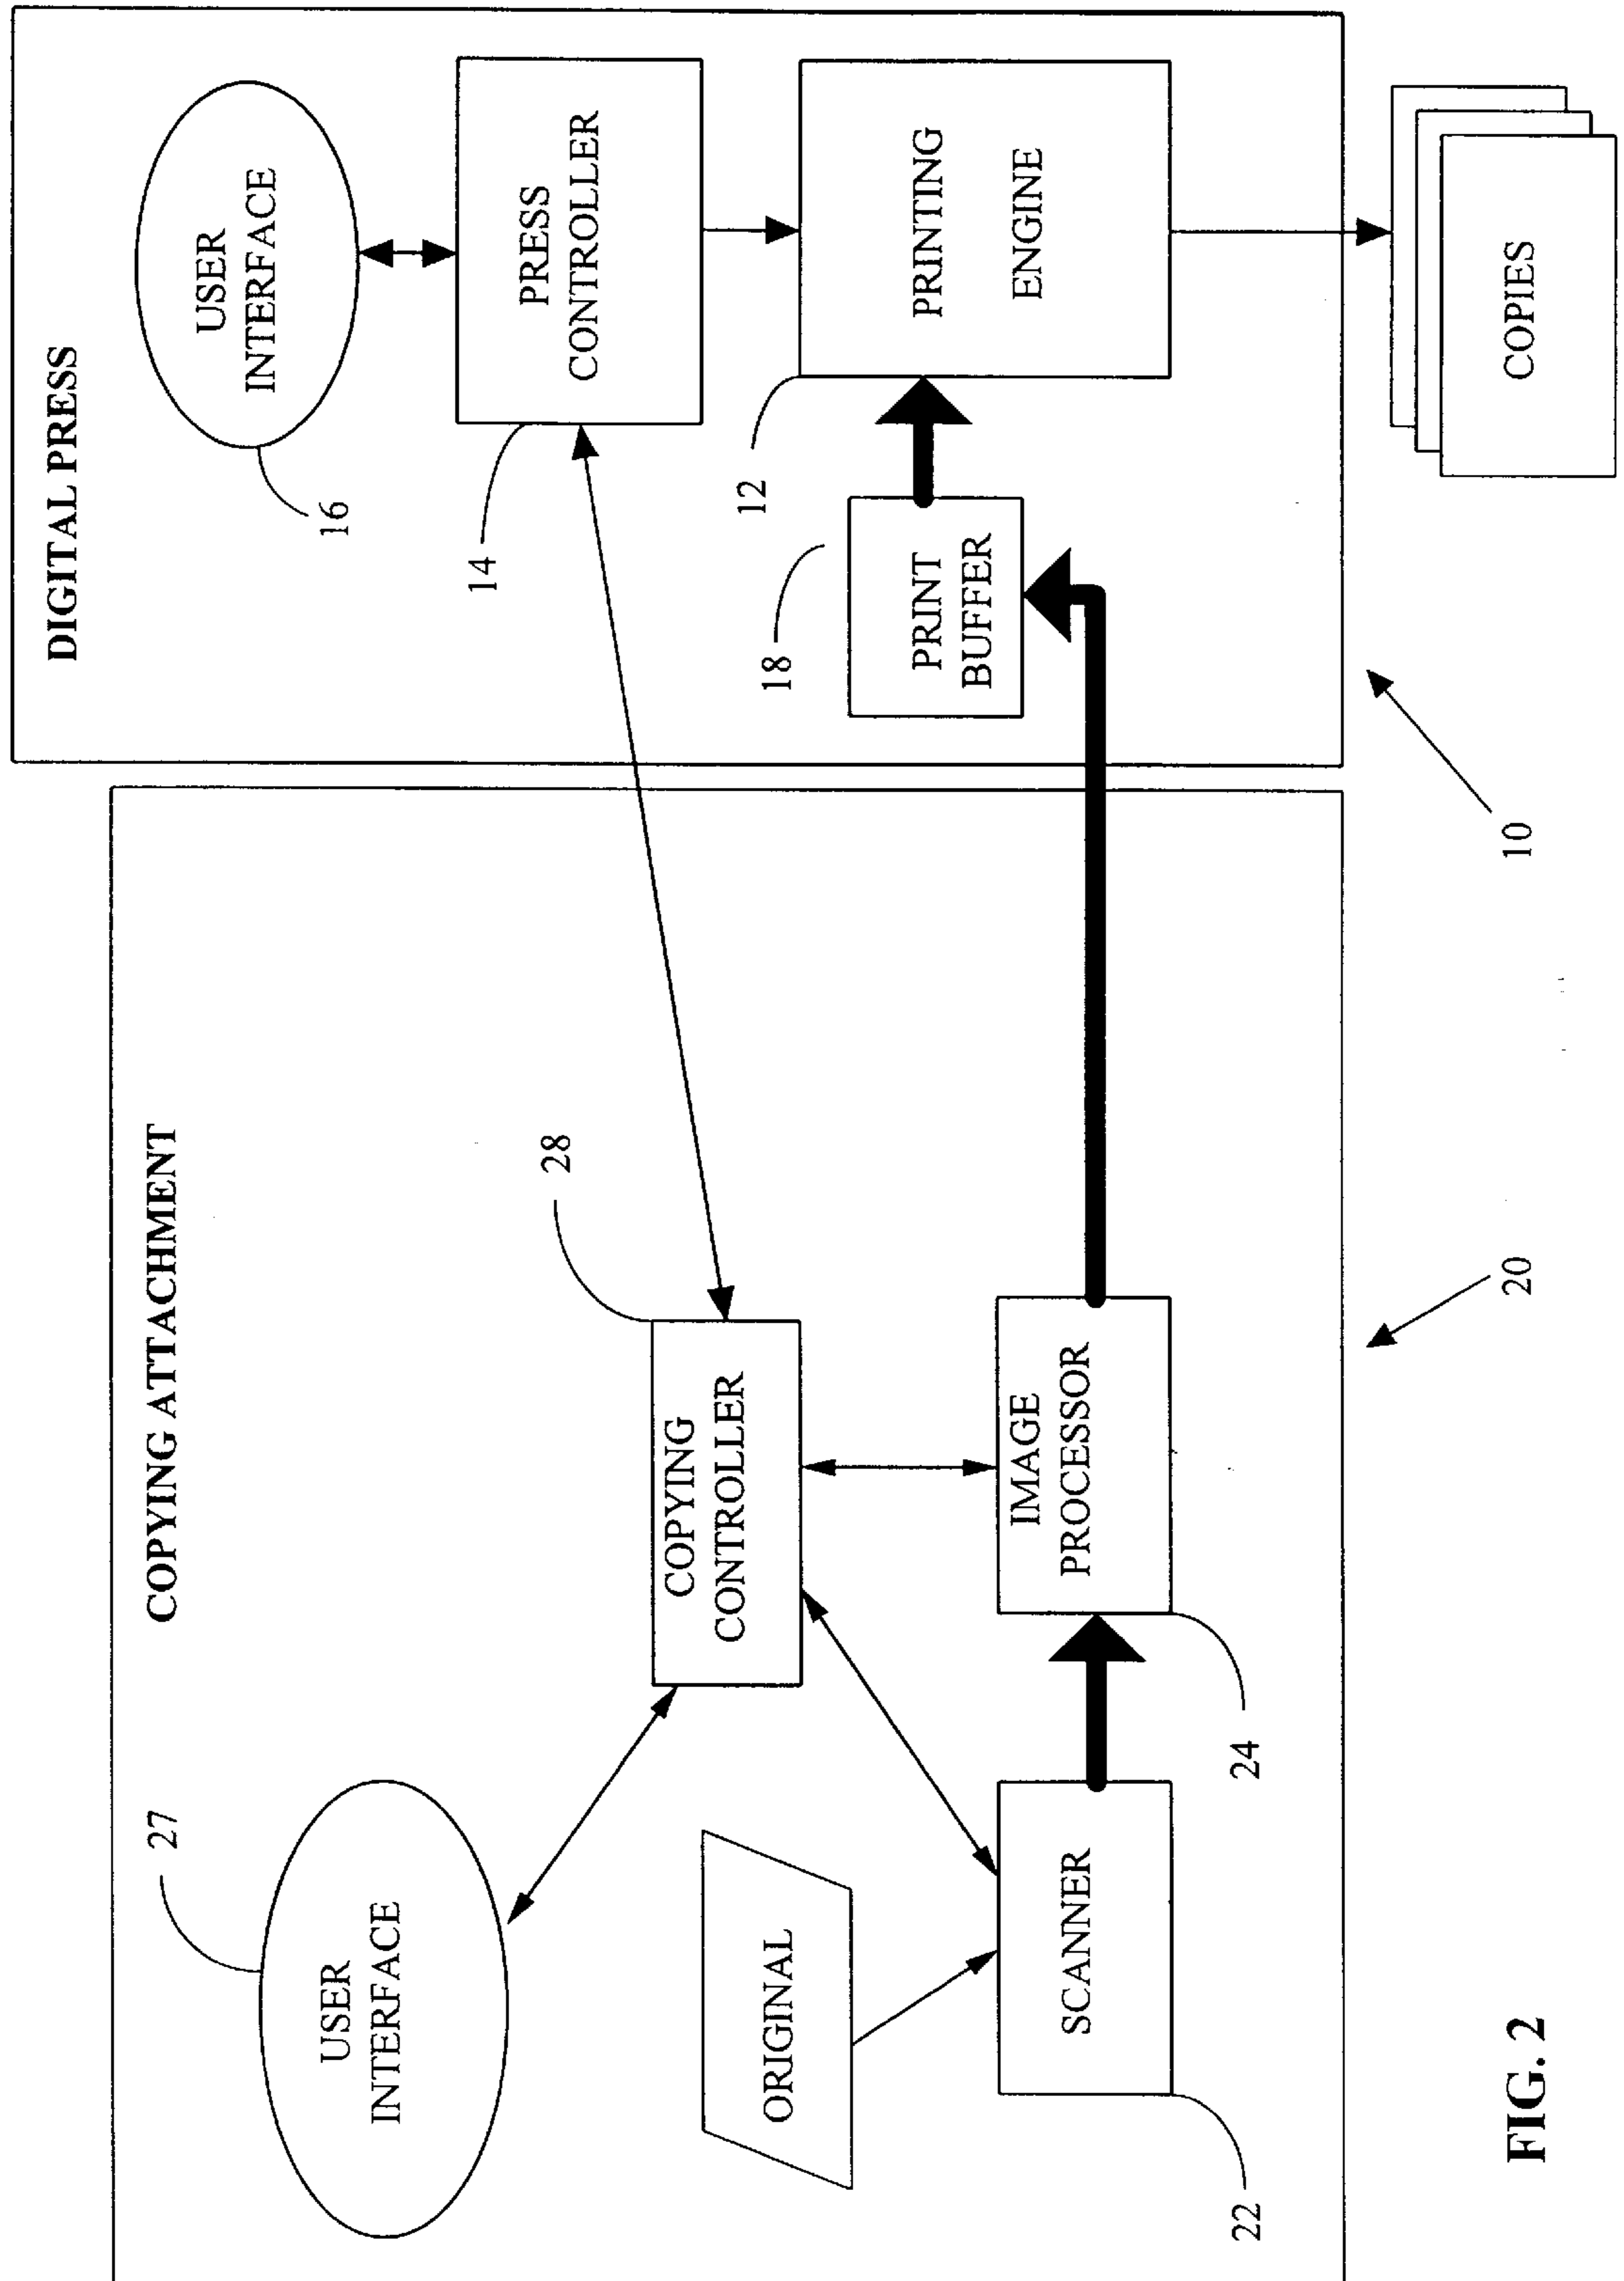 COPYING ATTACHMENT
27
USER
INTERFACE
ORIGINAL
SCANNER
22
COPYING
CONTROLLER
28
IMAGE
PROCESSOR
24
20
DIGITAL PRESS
USER
INTERFACE
16
PRESS
CONTROLLER
14
PRINTING
ENGINE
12
PRINT
BUFFER
18
10
COPIES
FIG. 2